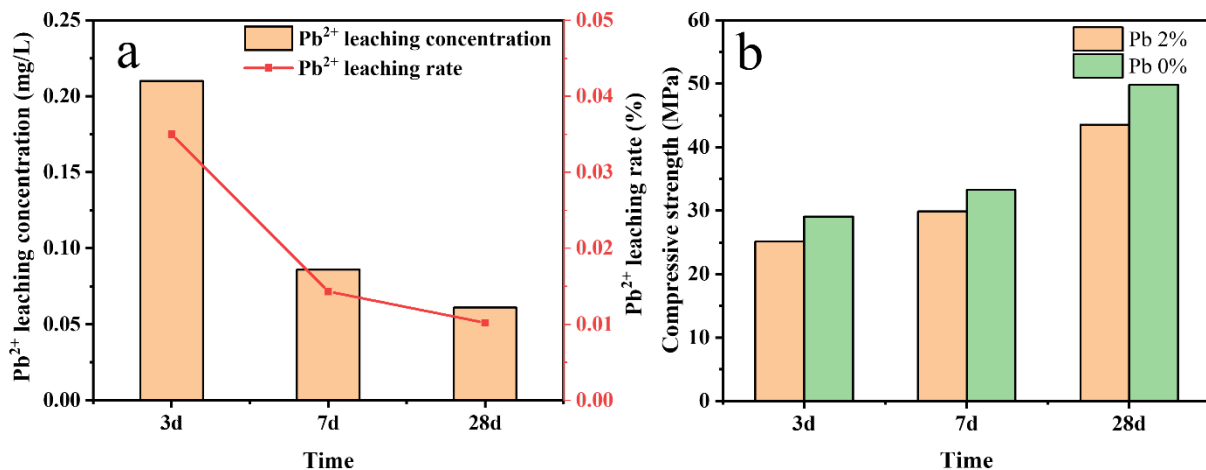 a
Pb²⁺ leaching concentration
Pb²⁺ leaching rate
Pb²⁺ leaching concentration (mg/L)
0.25
0.20
0.15
0.10
0.05
0.00
0.05
0.04
0.03
0.02
0.01
0.00
Pb²⁺ leaching rate (%)
3d 7d 28d
Time
b
Pb 2%
Pb 0%
Compressive strength (MPa)
60
50
40
30
20
10
0
3d 7d 28d
Time